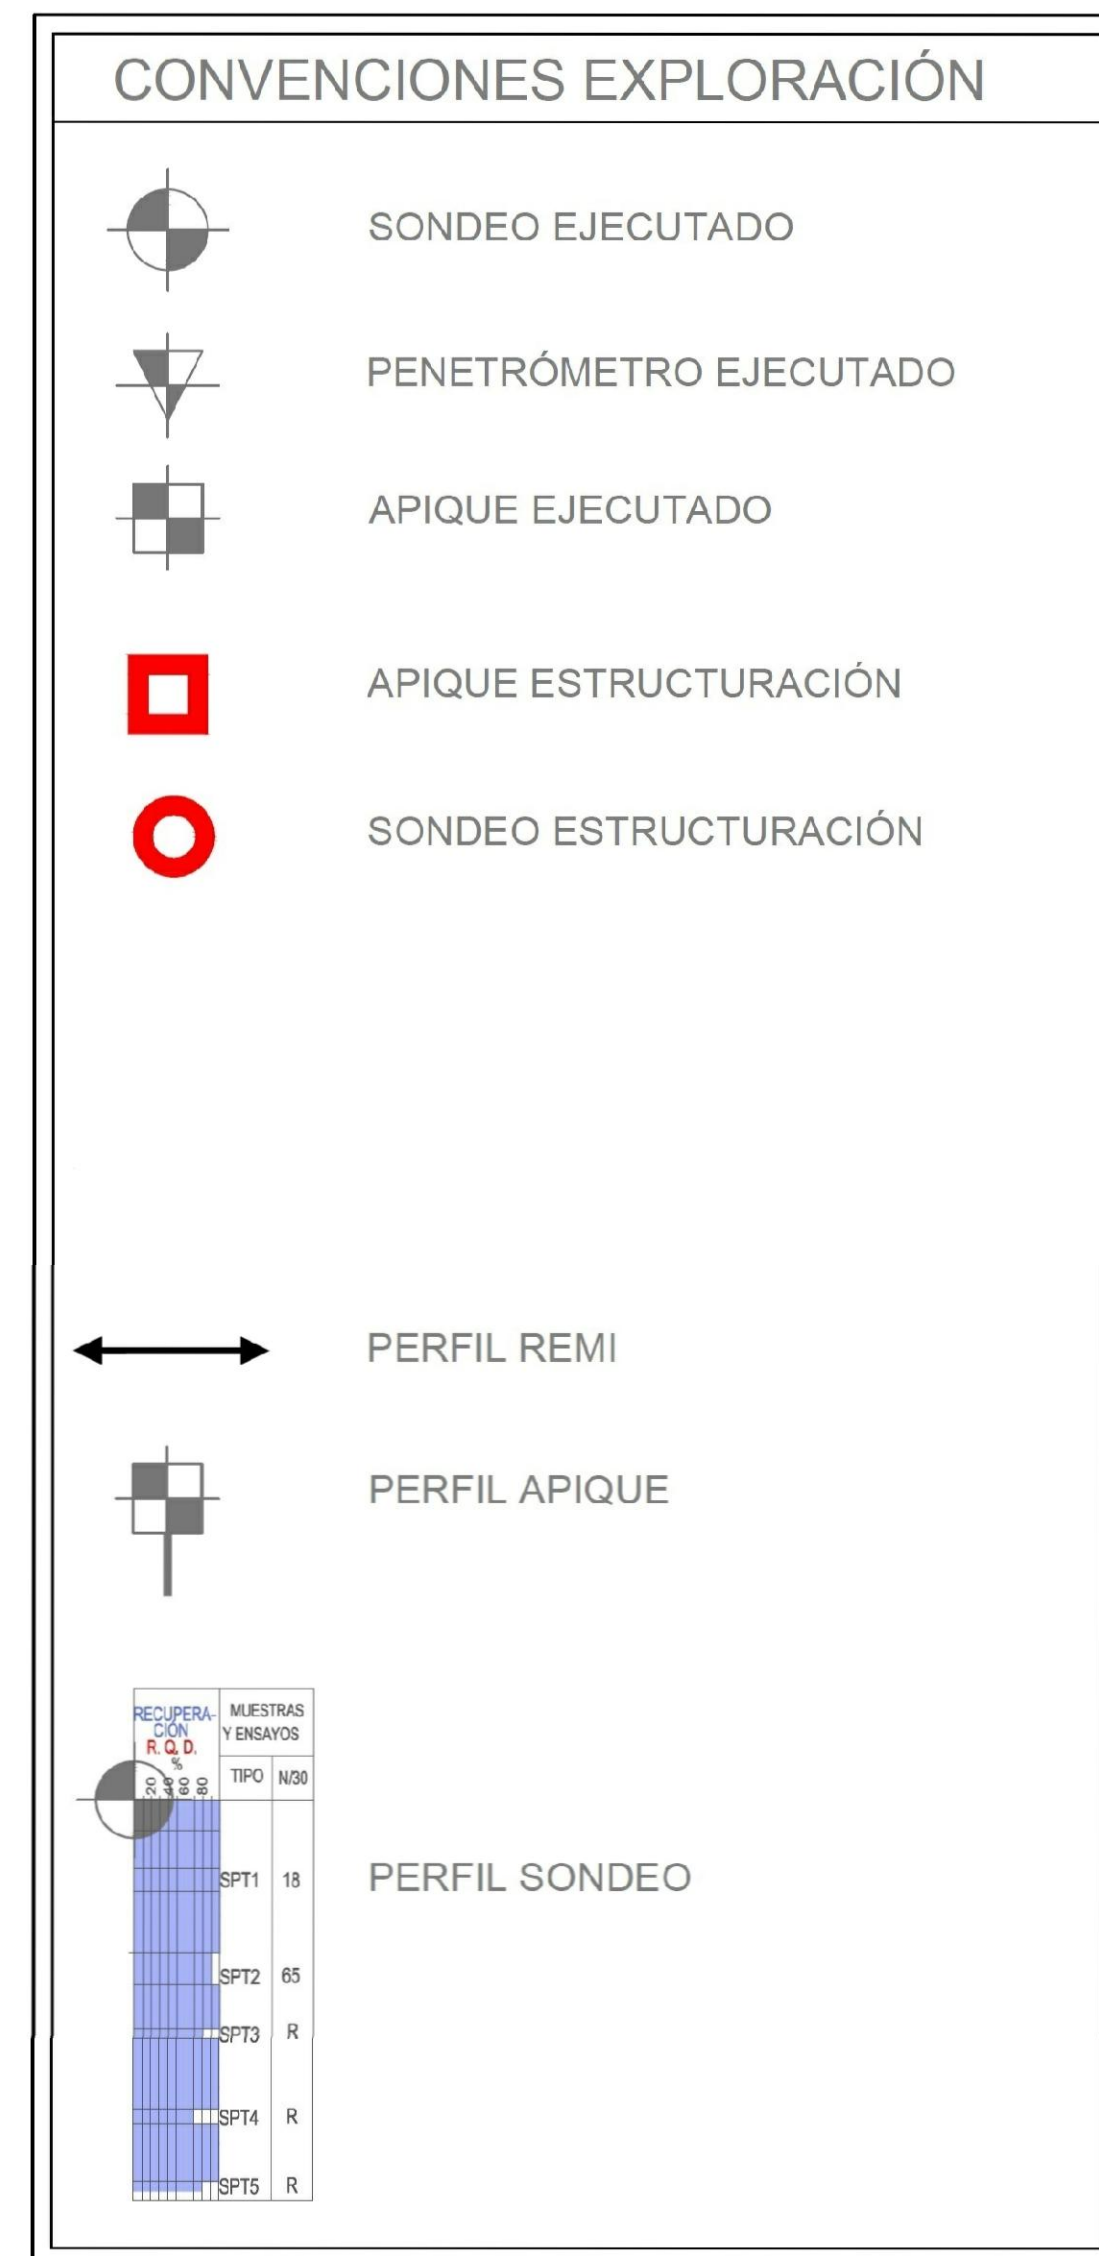 CONVENCIONES EXPLORACIÓN
SONDEO EJECUTADO
PENETRÓMETRO EJECUTADO
APIQUE EJECUTADO
APIQUE ESTRUCTURACIÓN
SONDEO ESTRUCTURACIÓN
PERFIL REMI
PERFIL APIQUE
RECUPERA-
CIÓN
R. Q. D.
%
20 40 60 80
MUESTRAS
Y ENSAYOS
TIPO N/30
SPT1 18
PERFIL SONDEO
SPT2 65
SPT3 R
SPT4 R
SPT5 R